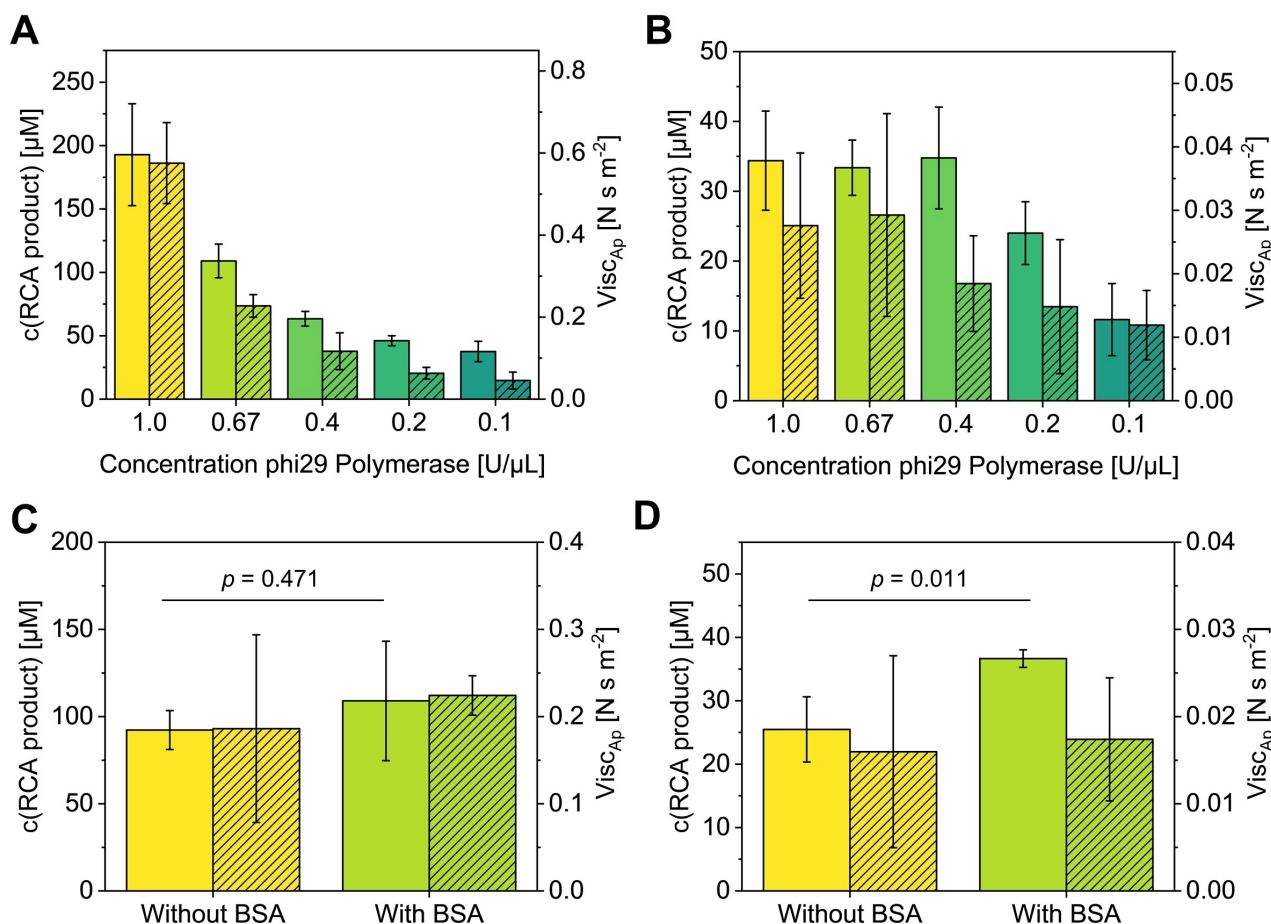 A
c(RCA product) [µM]
250
200
150
100
50
0
0.8
0.6
0.4
0.2
0.0
Visc_Ap [N s m⁻²]
1.0 0.67 0.4 0.2 0.1
Concentration phi29 Polymerase [U/µL]
B
c(RCA product) [µM]
50
40
30
20
10
0
0.05
0.04
0.03
0.02
0.01
0.00
Visc_Ap [N s m⁻²]
1.0 0.67 0.4 0.2 0.1
Concentration phi29 Polymerase [U/µL]
C
c(RCA product) [µM]
200
150
100
50
0
p = 0.471
0.4
0.3
0.2
0.1
0.0
Visc_Ap [N s m⁻²]
Without BSA With BSA
D
c(RCA product) [µM]
50
40
30
20
10
0
p = 0.011
0.04
0.03
0.02
0.01
0.00
Visc_Ap [N s m⁻²]
Without BSA With BSA